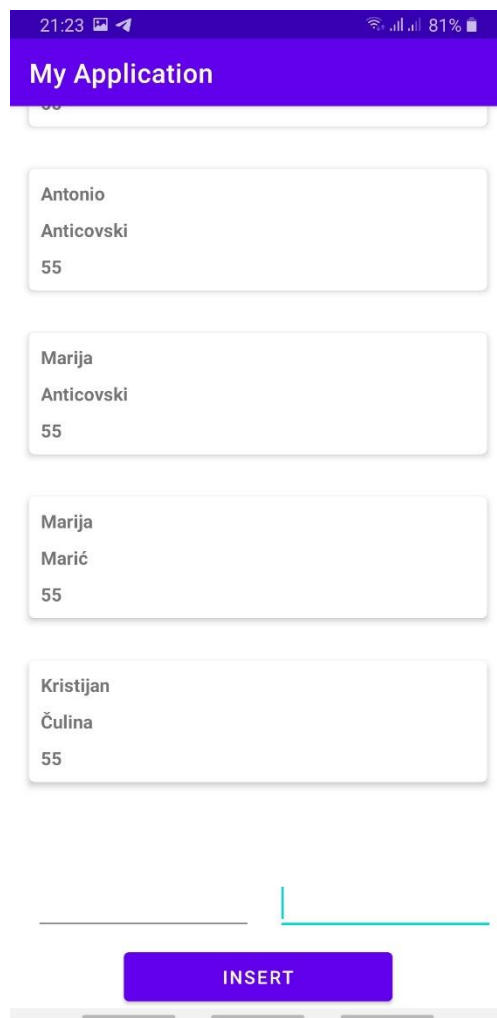 21:23 81%
My Application
Antonio
Anticovski
55
Marija
Anticovski
55
Marija
Marić
55
Kristijan
Čulina
55
INSERT